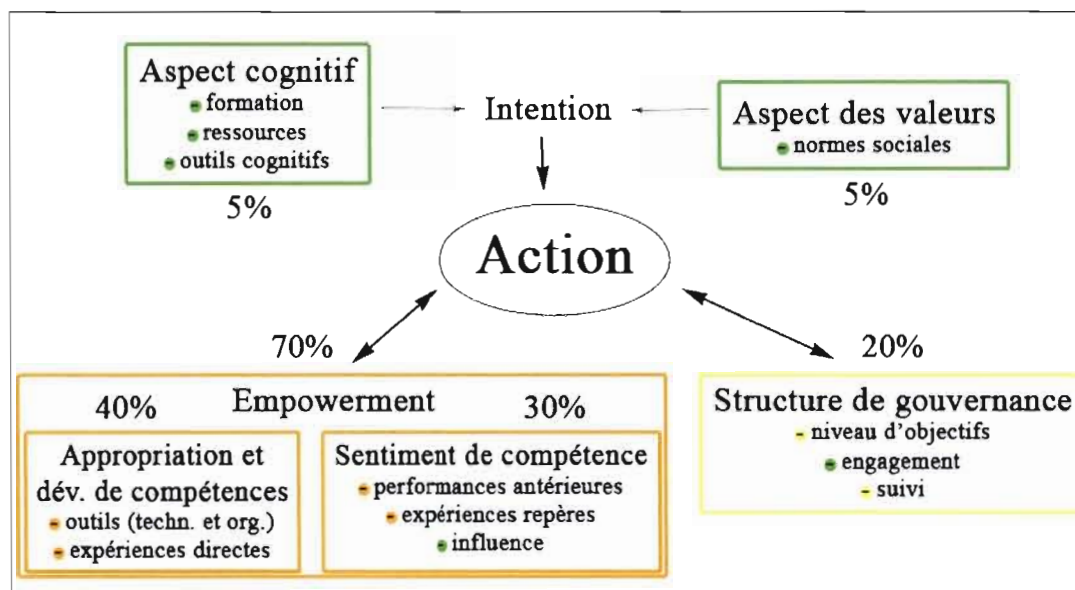 Aspect cognitif
- formation
- ressources
- outils cognitifs
5%
Intention
Aspect des valeurs
- normes sociales
5%
Action
70%
20%
40% Empowerment 30%
Appropriation et
dév. de compétences
- outils (techn. et org.)
- expériences directes
Sentiment de compétence
- performances antérieures
- expériences repères
- influence
Structure de gouvernance
- niveau d'objectifs
- engagement
- suivi